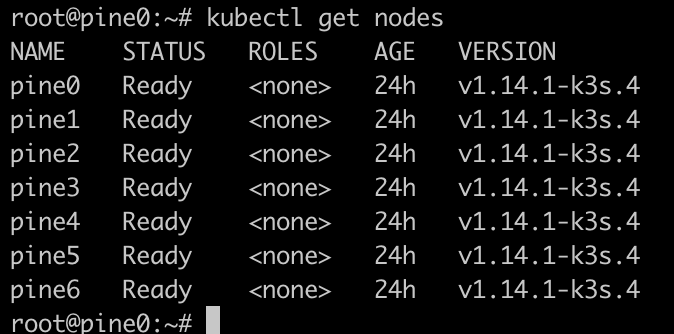 root@pine0:~# kubectl get nodes
NAME STATUS ROLES AGE VERSION
pine0 Ready <none> 24h v1.14.1-k3s.4
pine1 Ready <none> 24h v1.14.1-k3s.4
pine2 Ready <none> 24h v1.14.1-k3s.4
pine3 Ready <none> 24h v1.14.1-k3s.4
pine4 Ready <none> 24h v1.14.1-k3s.4
pine5 Ready <none> 24h v1.14.1-k3s.4
pine6 Ready <none> 24h v1.14.1-k3s.4
root@pine0:~#